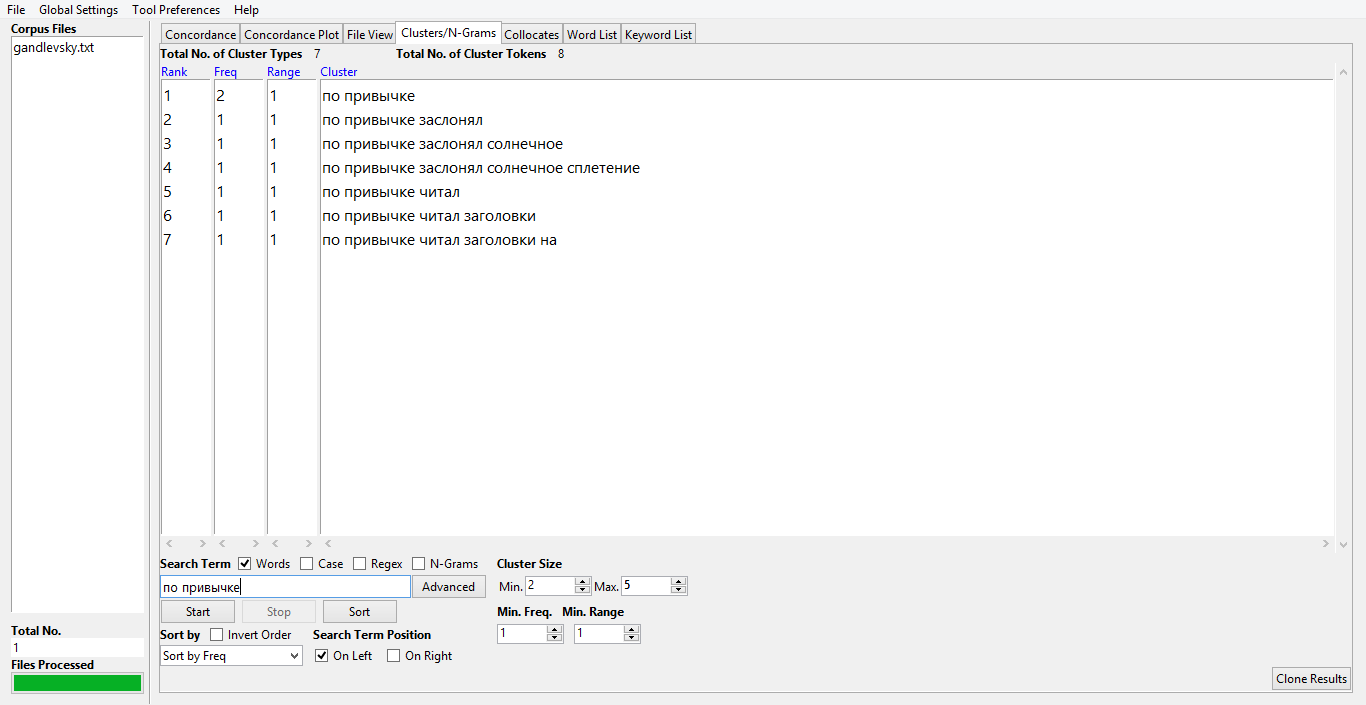 File Global Settings Tool Preferences Help
Corpus Files
gandlevsky.txt
Concordance Concordance Plot File View Clusters/N-Grams Collocates Word List Keyword List
Total No. of Cluster Types 7 Total No. of Cluster Tokens 8
Rank Freq Range Cluster
1 2 1 по привычке
2 1 1 по привычке заслонял
3 1 1 по привычке заслонял солнечное
4 1 1 по привычке заслонял солнечное сплетение
5 1 1 по привычке читал
6 1 1 по привычке читал заголовки
7 1 1 по привычке читал заголовки на
Search Term Words Case Regex N-Grams Cluster Size
по привычке Advanced Min. 2 Max. 5
Start Stop Sort Min. Freq. Min. Range
Total No. Sort by Invert Order Search Term Position 1 1
1
Sort by Freq On Left On Right
Files Processed
Clone Results